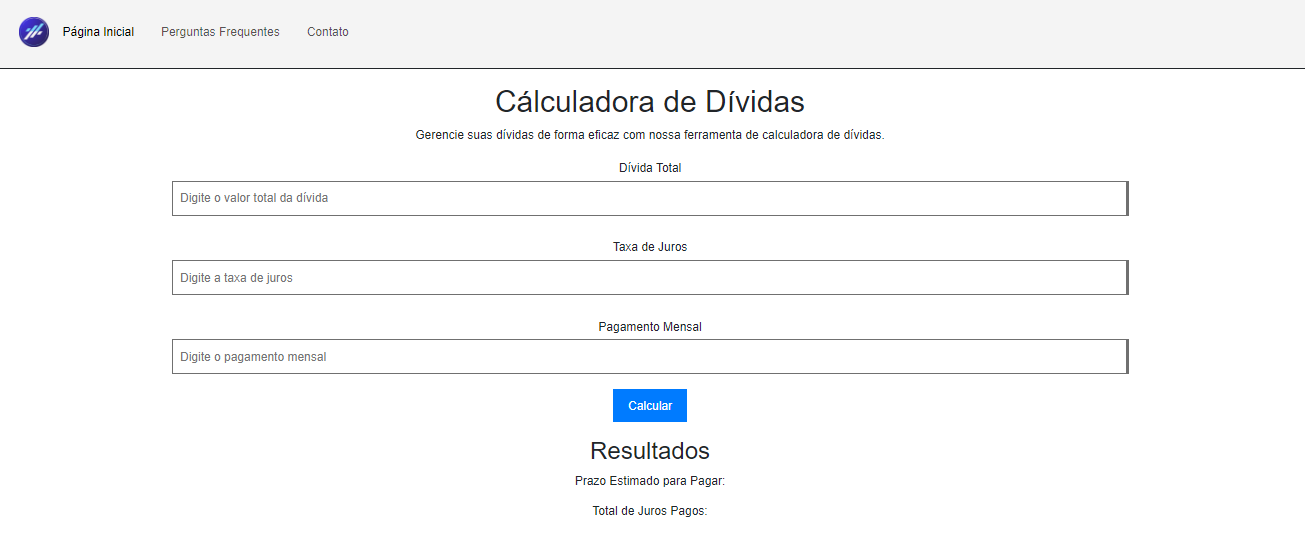 Página Inicial Perguntas Frequentes Contato
Cálculadora de Dívidas
Gerencie suas dívidas de forma eficaz com nossa ferramenta de calculadora de dívidas.
Dívida Total
Digite o valor total da dívida
Taxa de Juros
Digite a taxa de juros
Pagamento Mensal
Digite o pagamento mensal
Calcular
Resultados
Prazo Estimado para Pagar:
Total de Juros Pagos: